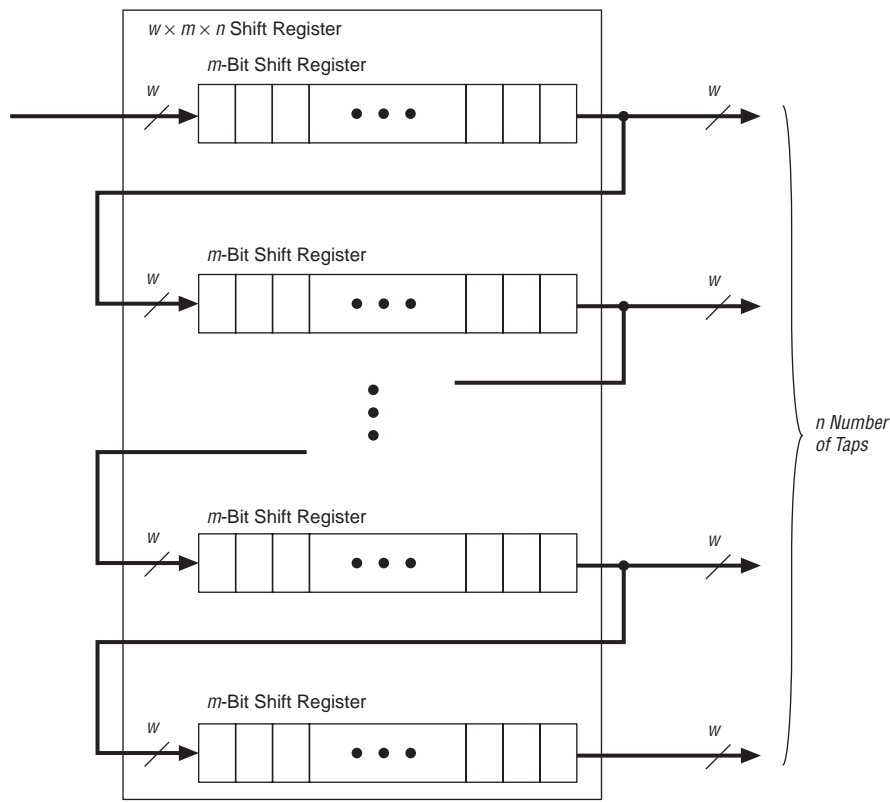 w × m × n Shift Register
m-Bit Shift Register
w
w
m-Bit Shift Register
w
w
n Number
of Taps
m-Bit Shift Register
w
w
m-Bit Shift Register
w
w